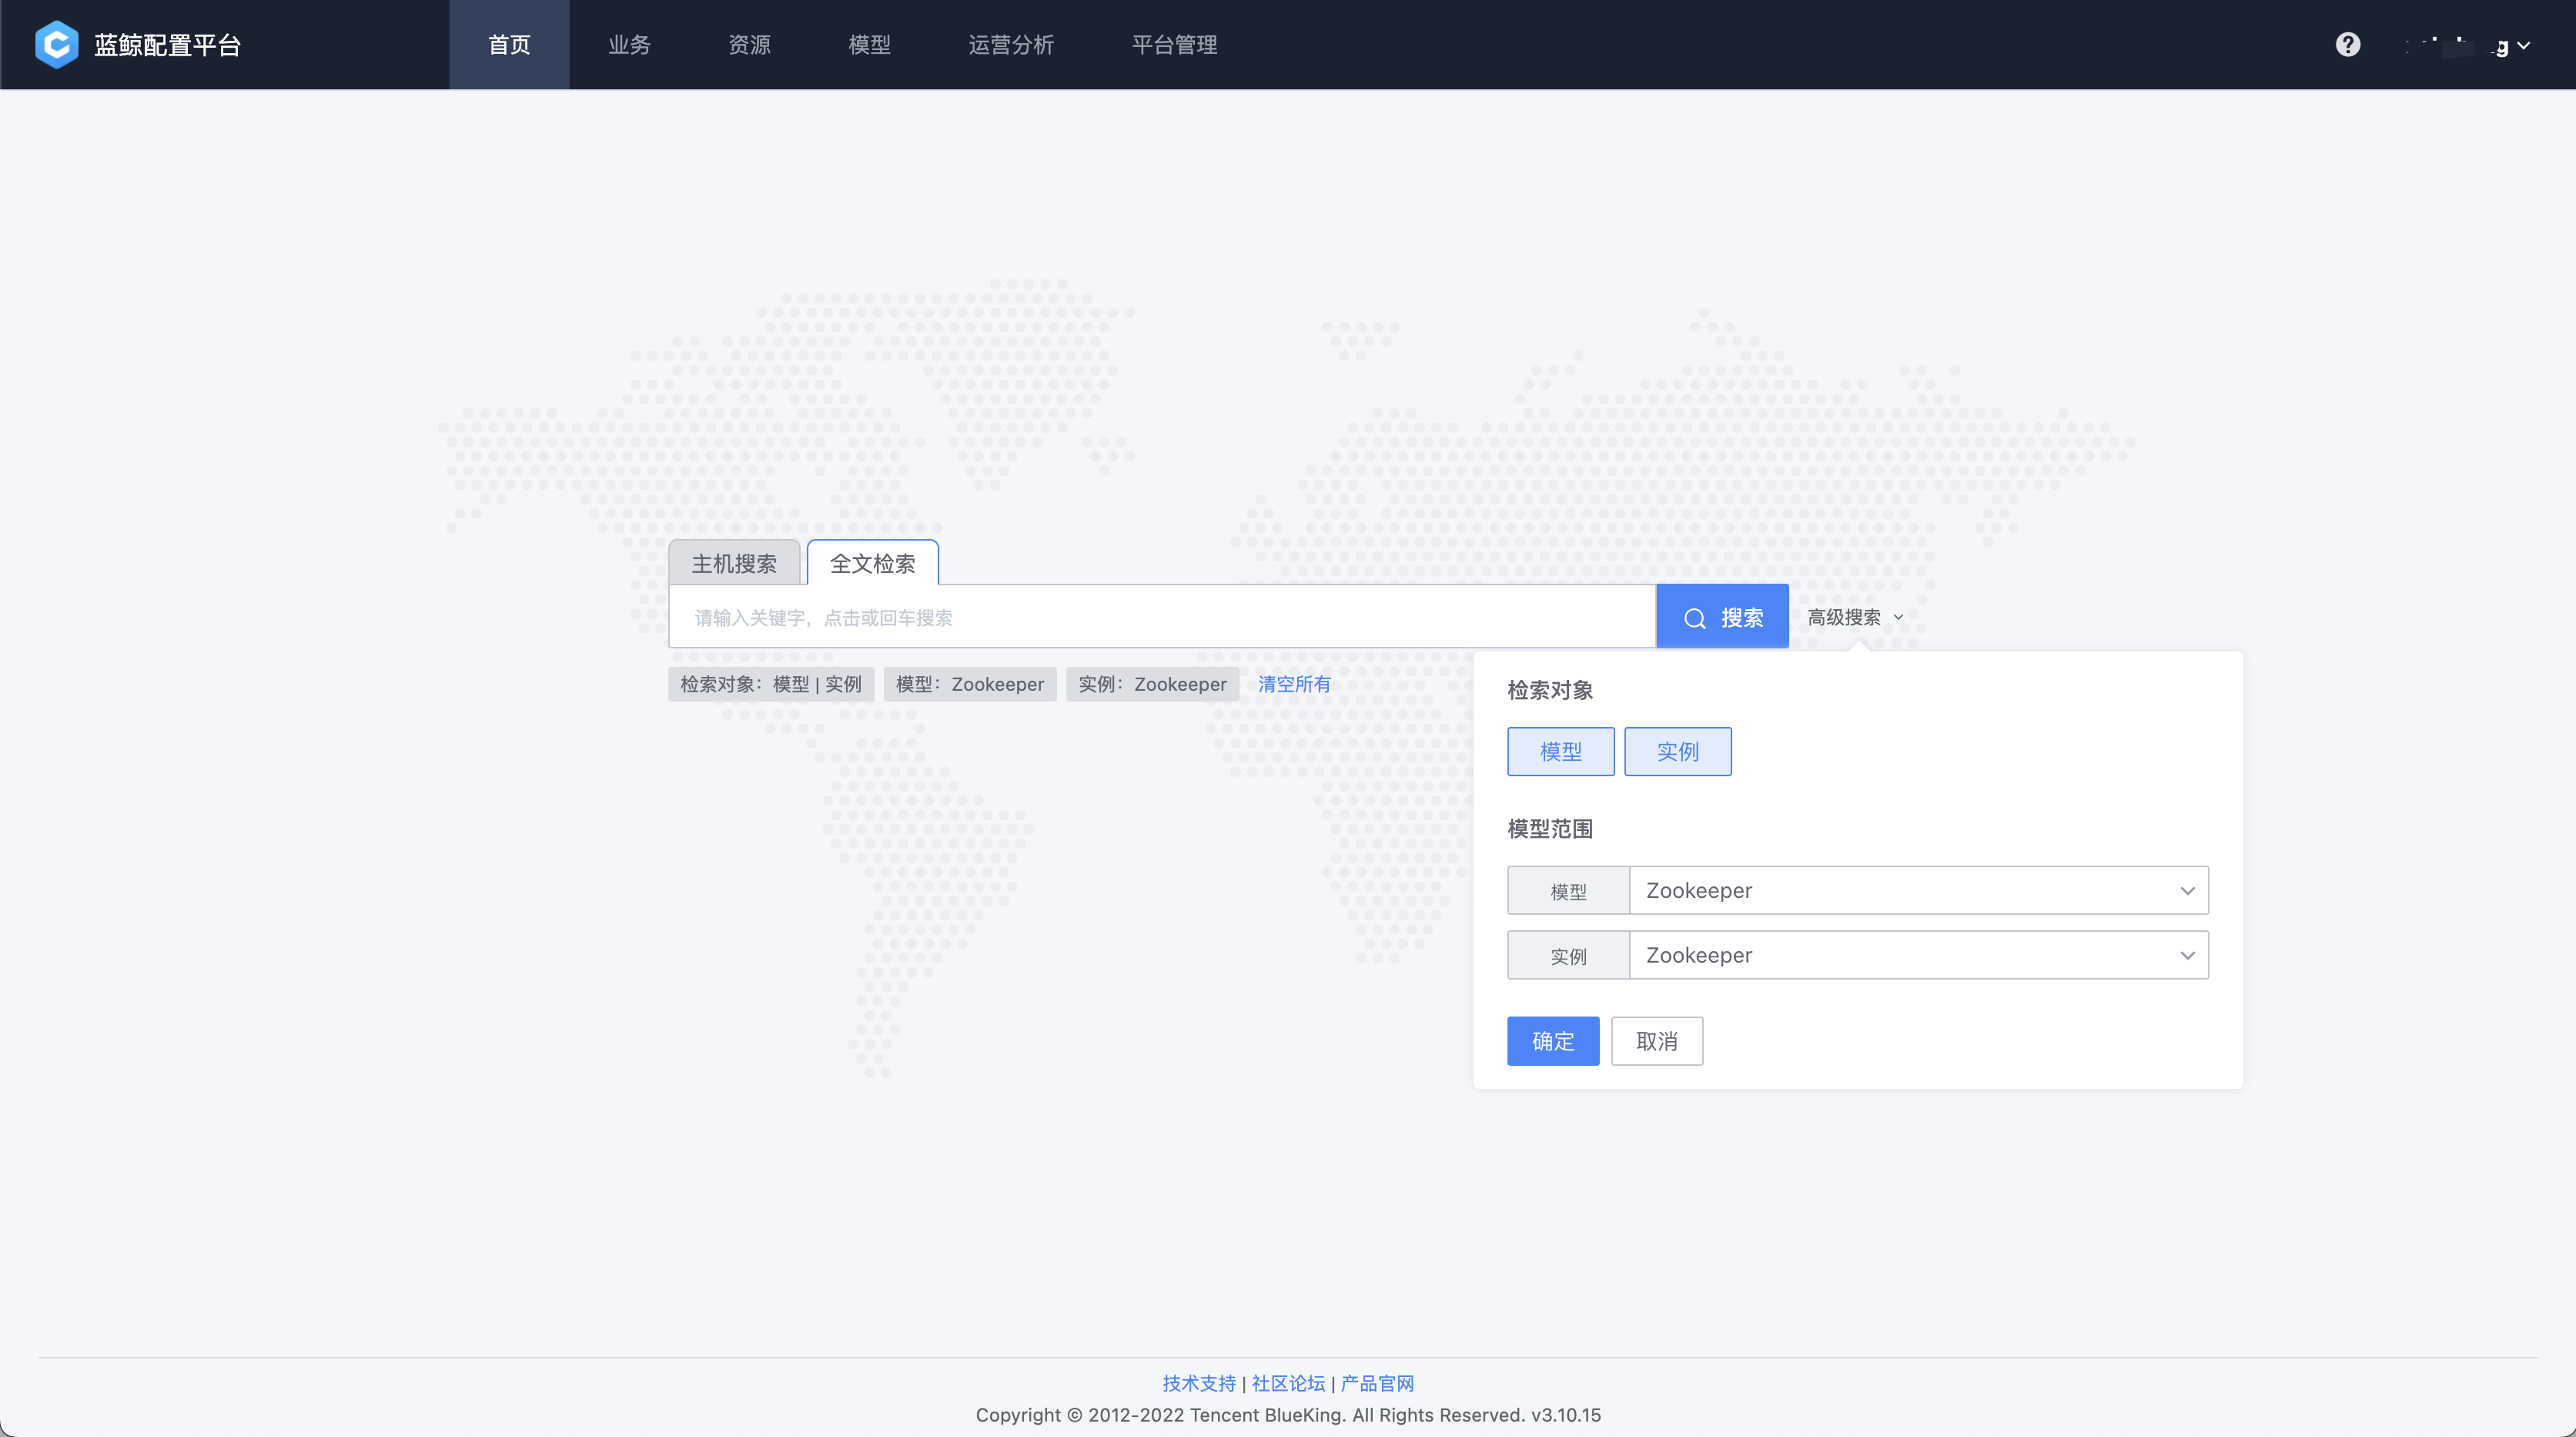 蓝鲸配置平台 首页 业务 资源 模型 运营分析 平台管理
主机搜索 全文检索
请输入关键字，点击或回车搜索 搜索 高级搜索
检索对象：模型 | 实例 模型：Zookeeper 实例：Zookeeper 清空所有
检索对象
模型 实例
模型范围
模型 Zookeeper
实例 Zookeeper
确定 取消
技术支持 | 社区论坛 | 产品官网
Copyright © 2012-2022 Tencent BlueKing. All Rights Reserved. v3.10.15